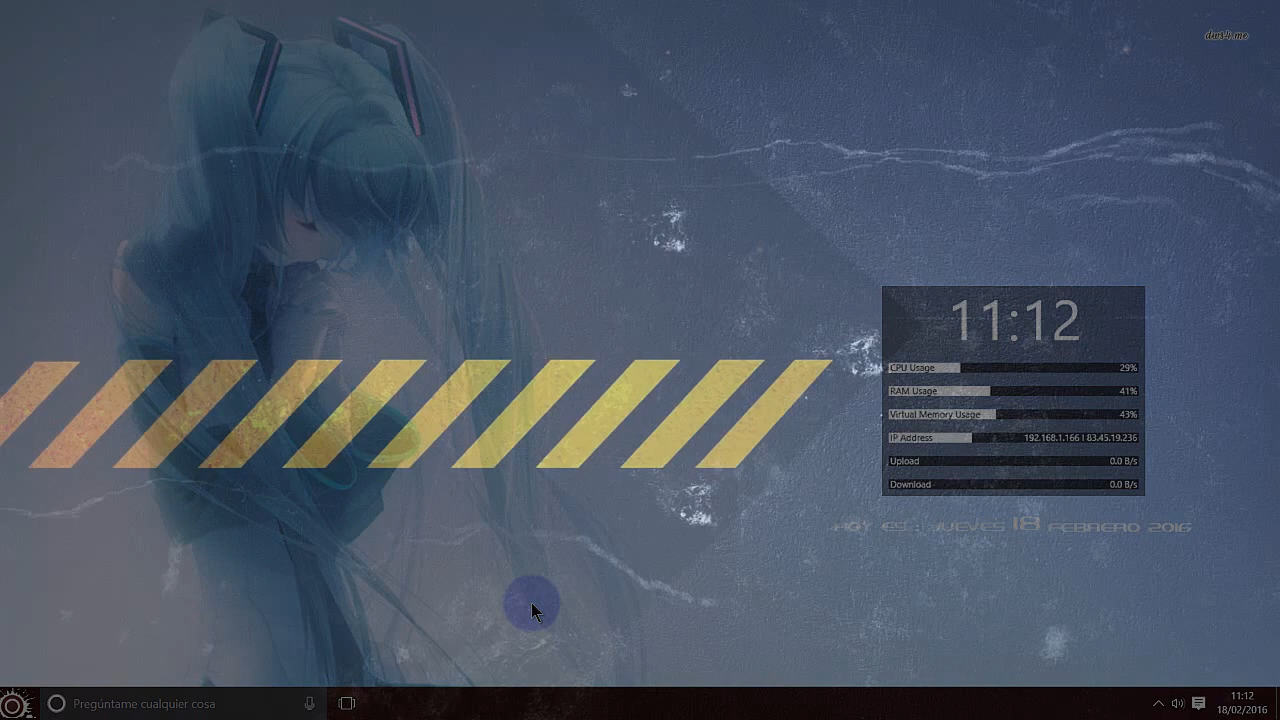 dws4.me
11:12
CPU Usage 29%
RAM Usage 41%
Virtual Memory Usage 43%
IP Address 192.168.1.166 | 83.45.19.236
Upload 0.0 B/s
Download 0.0 B/s
HOY ES : JUEVES 18 FEBRERO 2016
Pregúntame cualquier cosa
11:12
18/02/2016